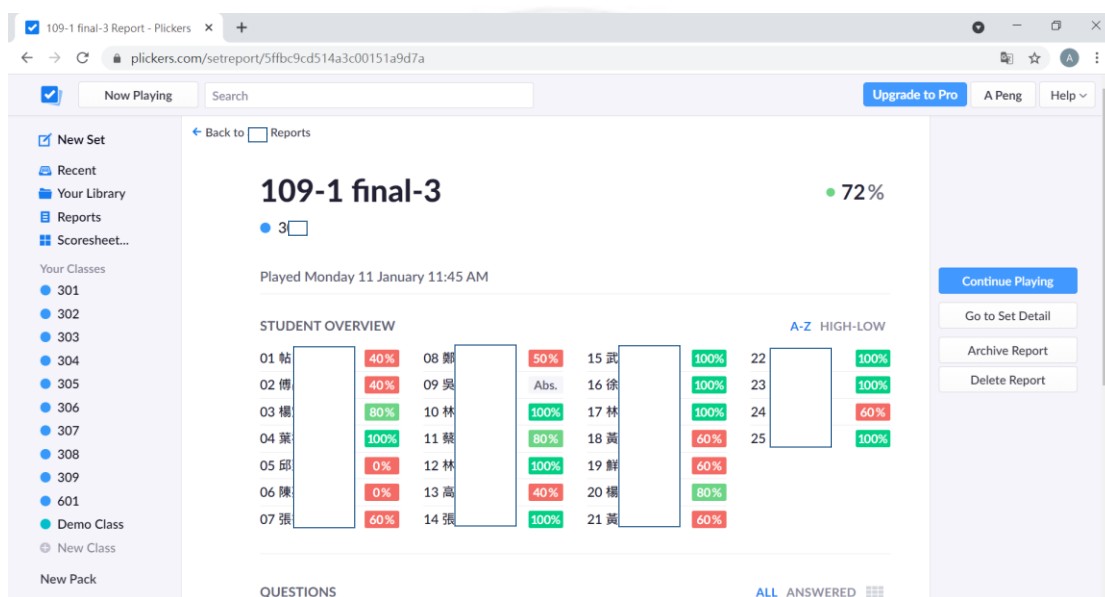 109-1 final-3 Report - Plickers
plickers.com/setreport/5ffbc9cd514a3c00151a9d7a
A
Now Playing
Search
Upgrade to Pro
A Peng
Help
New Set
Recent
Your Library
Reports
Scoresheet...
Your Classes
301
302
303
304
305
306
307
308
309
601
Demo Class
New Class
New Pack
Back to Reports
109-1 final-3
72%
3
Played Monday 11 January 11:45 AM
STUDENT OVERVIEW
A-Z HIGH-LOW
01 帖 40%
02 傅 40%
03 楊 80%
04 葉 100%
05 邱 0%
06 陳 0%
07 張 60%
08 鄭 50%
09 吳 Abs.
10 林 100%
11 蔡 80%
12 林 100%
13 高 40%
14 張 100%
15 武 100%
16 徐 100%
17 林 100%
18 黃 60%
19 鮮 60%
20 楊 80%
21 黃 60%
22 100%
23 100%
24 60%
25 100%
QUESTIONS
ALL ANSWERED
Continue Playing
Go to Set Detail
Archive Report
Delete Report